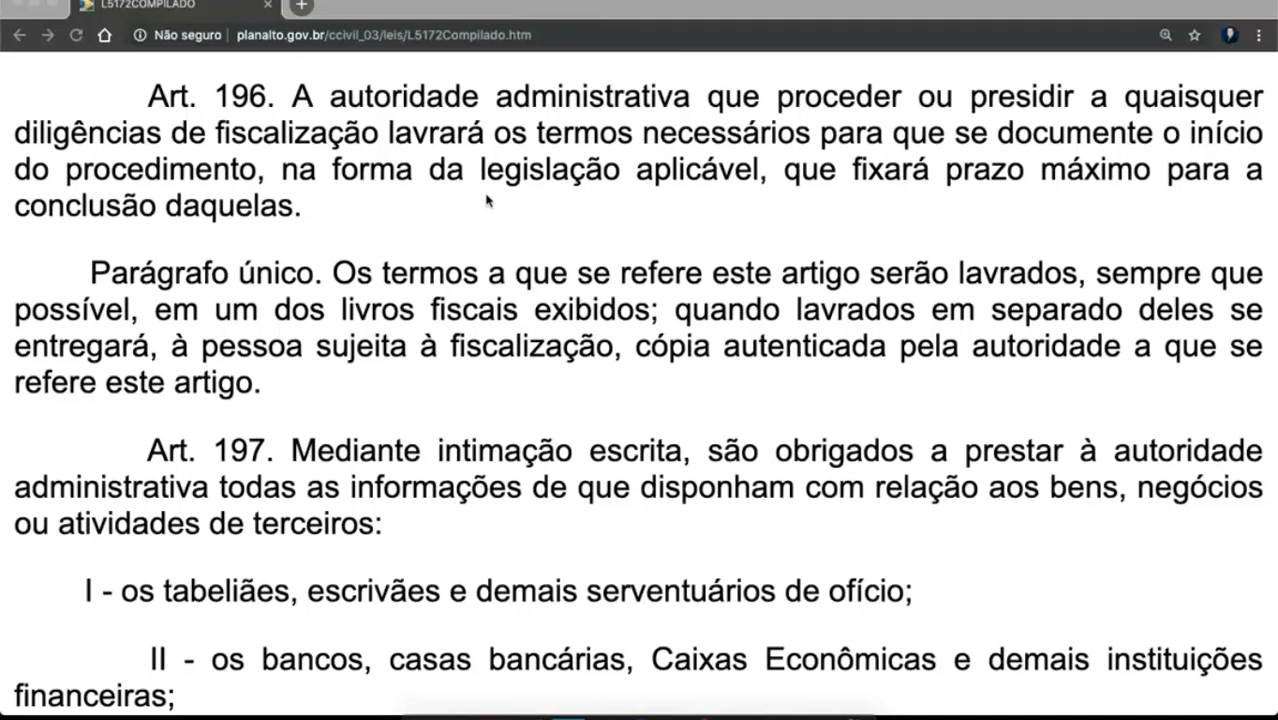 L5172COMPILADO
Não seguro planalto.gov.br/ccivil_03/leis/L5172Compilado.htm
Art. 196. A autoridade administrativa que proceder ou presidir a quaisquer
diligências de fiscalização lavrará os termos necessários para que se documente o início
do procedimento, na forma da legislação aplicável, que fixará prazo máximo para a
conclusão daquelas.
Parágrafo único. Os termos a que se refere este artigo serão lavrados, sempre que
possível, em um dos livros fiscais exibidos; quando lavrados em separado deles se
entregará, à pessoa sujeita à fiscalização, cópia autenticada pela autoridade a que se
refere este artigo.
Art. 197. Mediante intimação escrita, são obrigados a prestar à autoridade
administrativa todas as informações de que disponham com relação aos bens, negócios
ou atividades de terceiros:
I - os tabeliães, escrivães e demais serventuários de ofício;
II - os bancos, casas bancárias, Caixas Econômicas e demais instituições
financeiras;